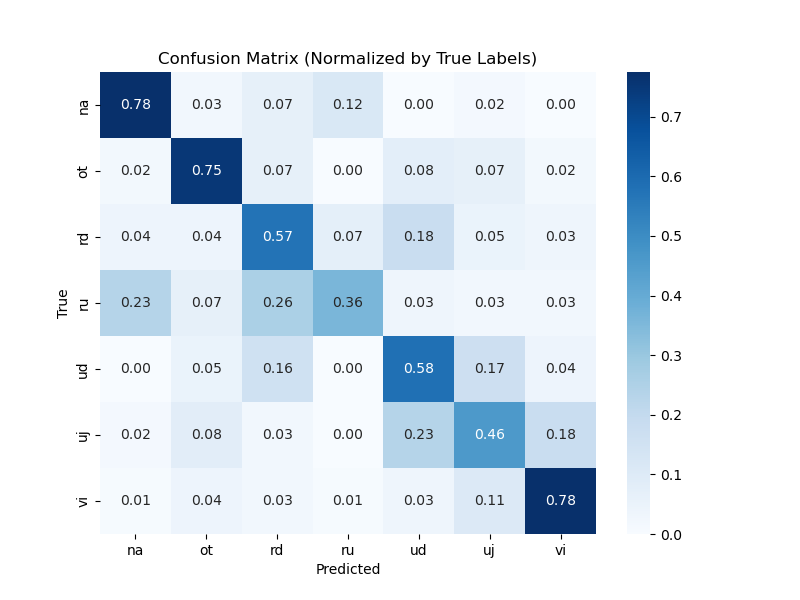 Confusion Matrix (Normalized by True Labels)
na 0.78 0.03 0.07 0.12 0.00 0.02 0.00
ot 0.02 0.75 0.07 0.00 0.08 0.07 0.02
rd 0.04 0.04 0.57 0.07 0.18 0.05 0.03
ru 0.23 0.07 0.26 0.36 0.03 0.03 0.03
ud 0.00 0.05 0.16 0.00 0.58 0.17 0.04
uj 0.02 0.08 0.03 0.00 0.23 0.46 0.18
vi 0.01 0.04 0.03 0.01 0.03 0.11 0.78
na ot rd ru ud uj vi
Predicted
True
0.7
0.6
0.5
0.4
0.3
0.2
0.1
0.0